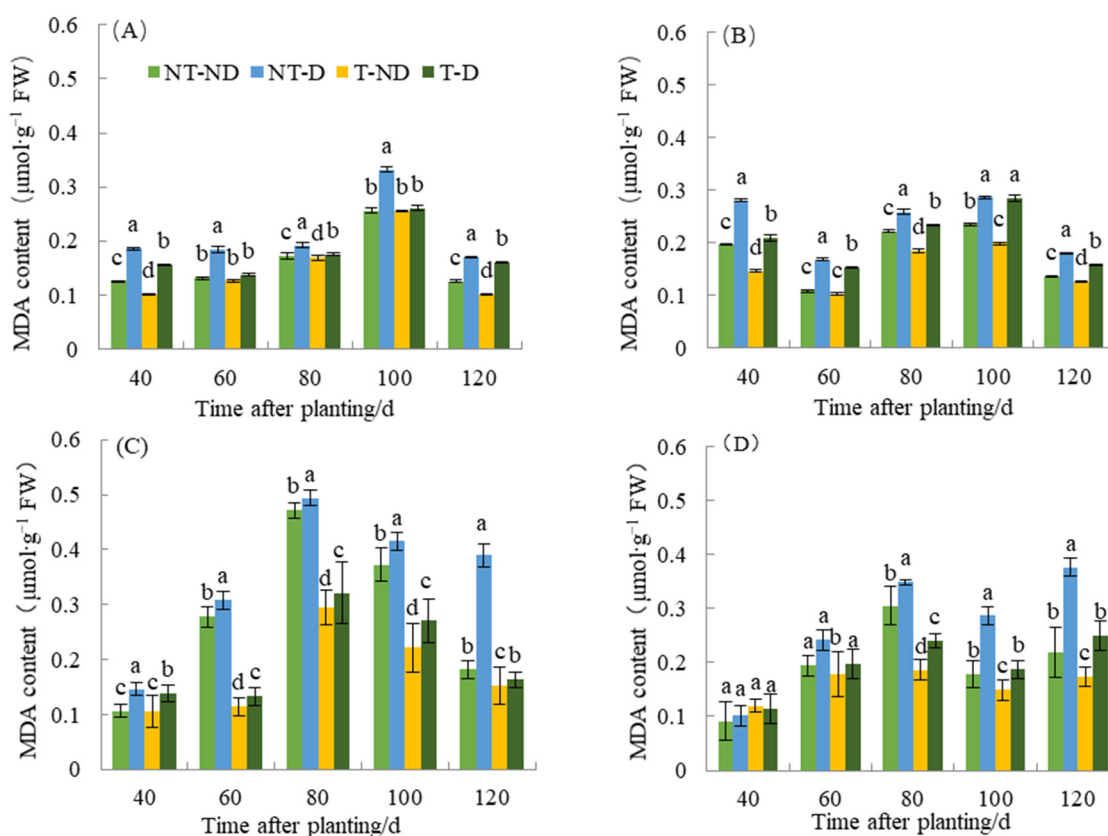 (A)
0.6
0.5
0.4
0.3
0.2
0.1
0
MDA content（μmol·g⁻¹ FW）
NT-ND NT-D T-ND T-D
c a d b
b a b b
c a d b
b a b b
c a d b
40 60 80 100 120
Time after planting/d
(B)
0.6
0.5
0.4
0.3
0.2
0.1
0
MDA content（μmol·g⁻¹ FW）
c a d b
c a c b
c a d b
b a c a
c a d b
40 60 80 100 120
Time after planting/d
(C)
0.6
0.5
0.4
0.3
0.2
0.1
0
MDA content（μmol·g⁻¹ FW）
c a c b
b a d c
b a d c
b a d c
b a c b
40 60 80 100 120
Time after planting/d
(D)
0.6
0.5
0.4
0.3
0.2
0.1
0
MDA content（μmol·g⁻¹ FW）
a a a a
a a b a
b a d c
b a c b
b a c b
40 60 80 100 120
Time after planting/d